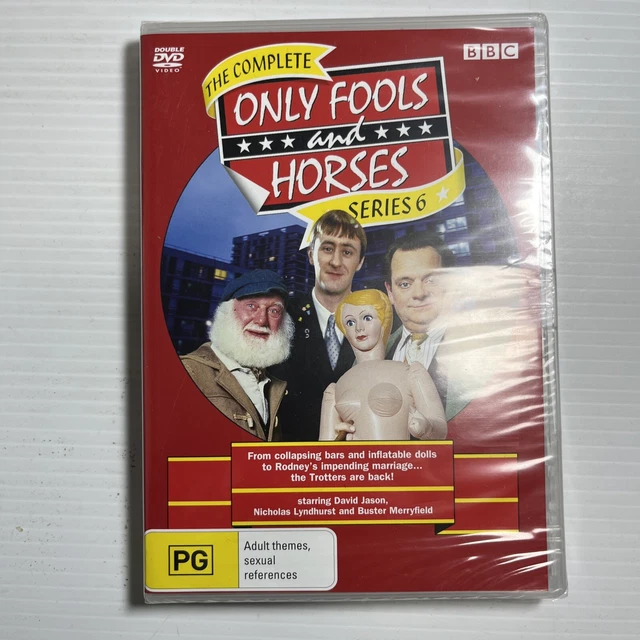 DOUBLE
DVD
VIDEO
BBC
THE COMPLETE
ONLY FOOLS
and
HORSES
SERIES 6
From collapsing bars and inflatable dolls
to Rodney's impending marriage...
the Trotters are back!
starring David Jason,
Nicholas Lyndhurst and Buster Merryfield
PG
Adult themes,
sexual
references